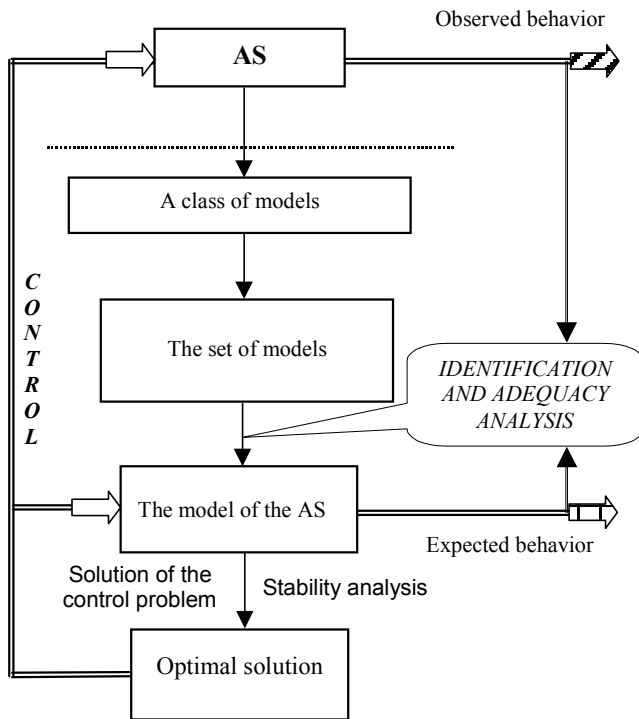 Observed behavior
AS
A class of models
CONTROL
The set of models
IDENTIFICATION
AND ADEQUACY
ANALYSIS
The model of the AS
Expected behavior
Solution of the
control problem
Stability analysis
Optimal solution